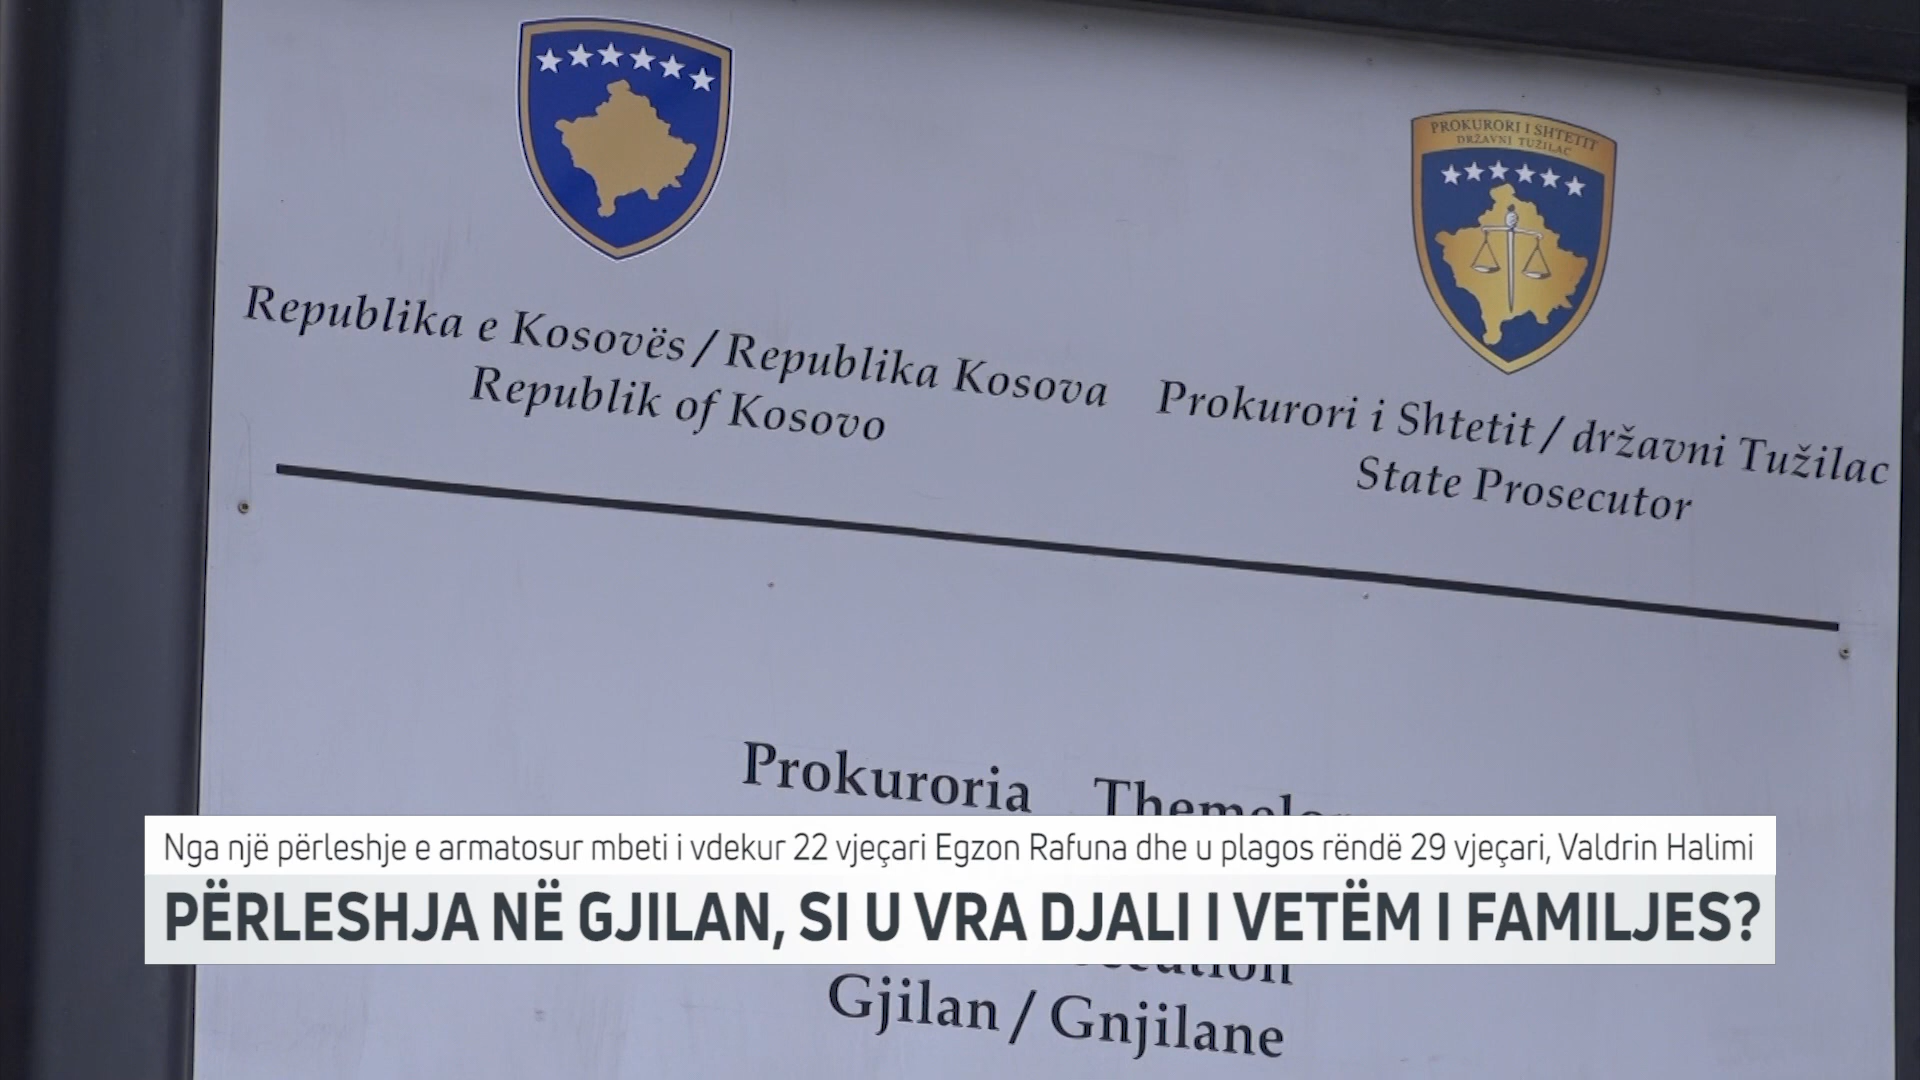 PROKURORI I SHTETIT
DRŽAVNI TUŽILAC
Republika e Kosovës / Republika Kosova
Republik of Kosovo
Prokurori i Shtetit / državni Tužilac
State Prosecutor
Prokuroria
Nga një përleshje e armatosur mbeti i vdekur 22 vjeçari Egzon Rafuna dhe u plagos rëndë 29 vjeçari, Valdrin Halimi
PËRLESHJA NË GJILAN, SI U VRA DJALI I VETËM I FAMILJES?
Gjilan / Gnjilane